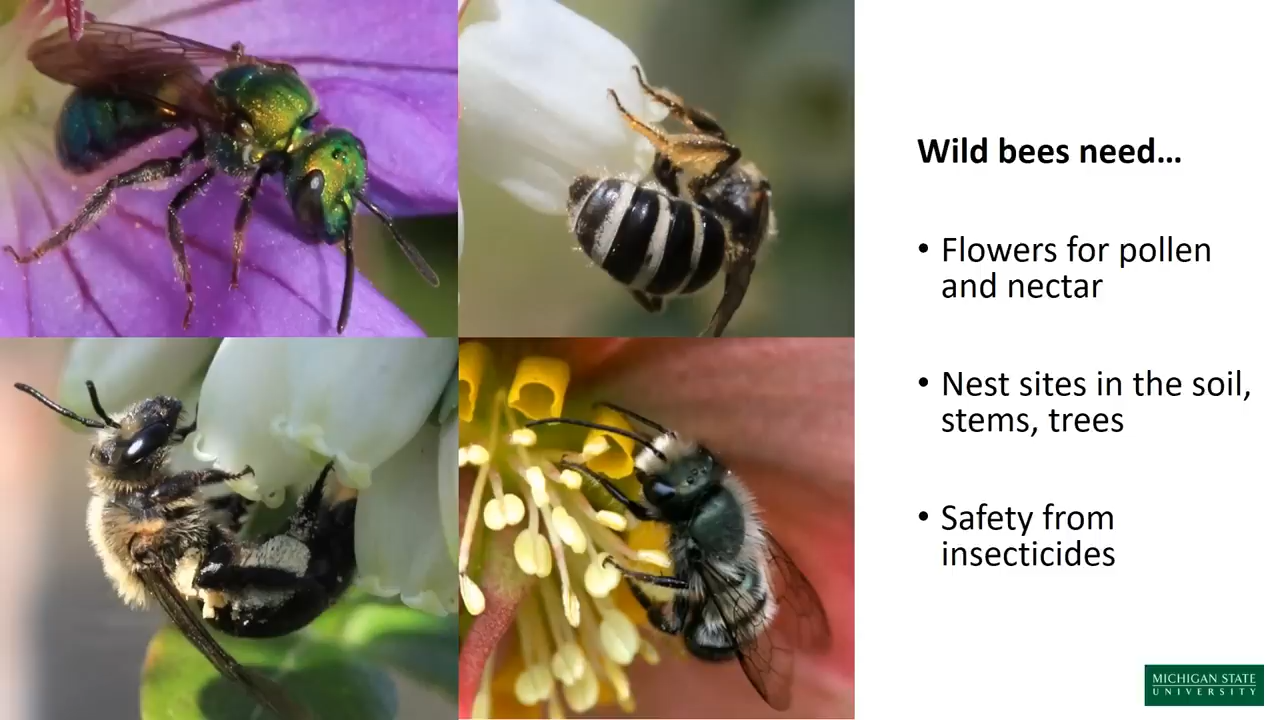 Wild bees need...
• Flowers for pollen
and nectar
• Nest sites in the soil,
stems, trees
• Safety from
insecticides
MICHIGAN STATE
UNIVERSITY